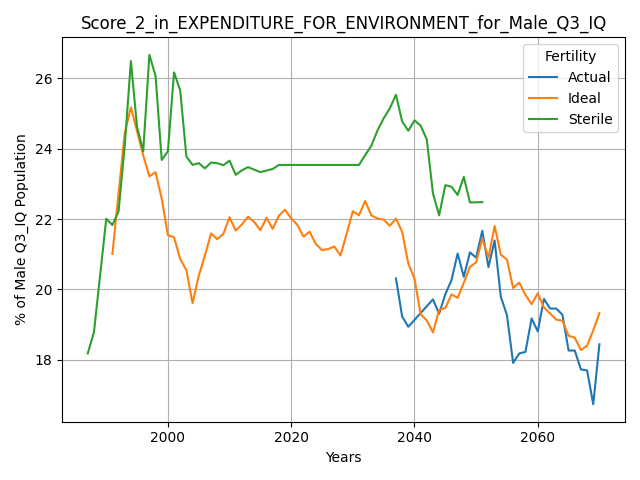 Score_2_in_EXPENDITURE_FOR_ENVIRONMENT_for_Male_Q3_IQ
Fertility
Actual
Ideal
Sterile
% of Male Q3_IQ Population
26
24
22
20
18
2000
2020
2040
2060
Years